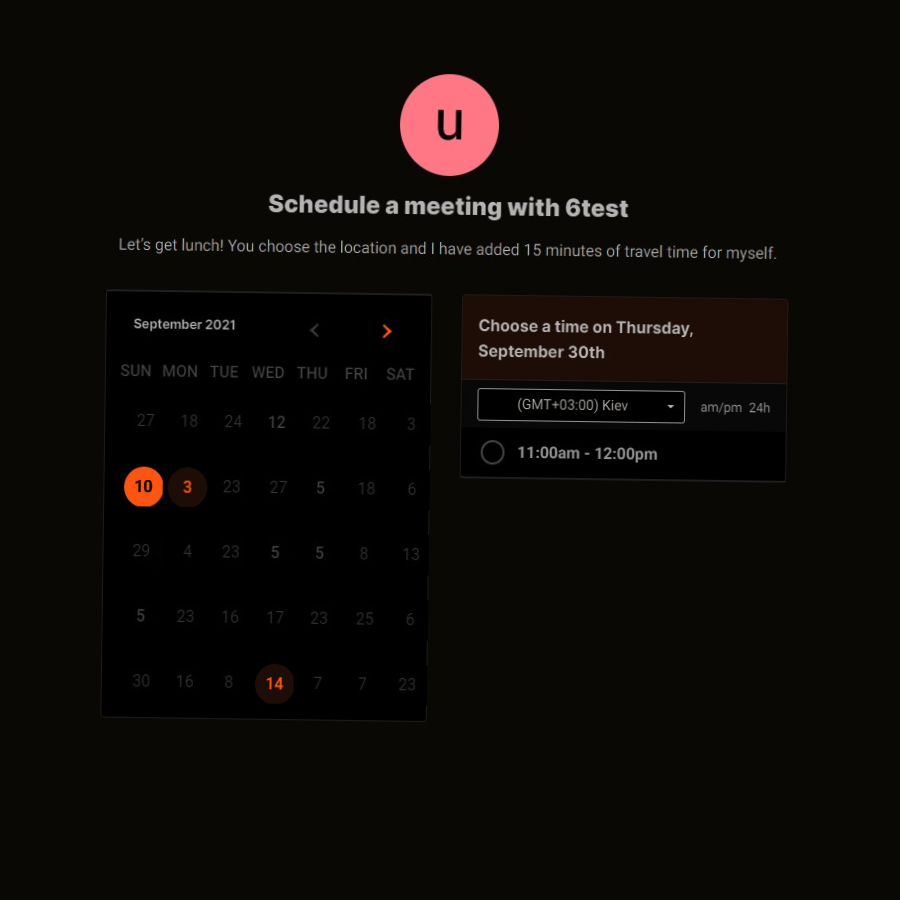 u
Schedule a meeting with 6test
Let's get lunch! You choose the location and I have added 15 minutes of travel time for myself.
September 2021
SUN MON TUE WED THU FRI SAT
27 18 24 12 22 18 3
10 3 23 27 5 18 6
29 4 23 5 5 8 13
5 23 16 17 23 25 6
30 16 8 14 7 7 23
Choose a time on Thursday,
September 30th
(GMT+03:00) Kiev am/pm 24h
11:00am - 12:00pm